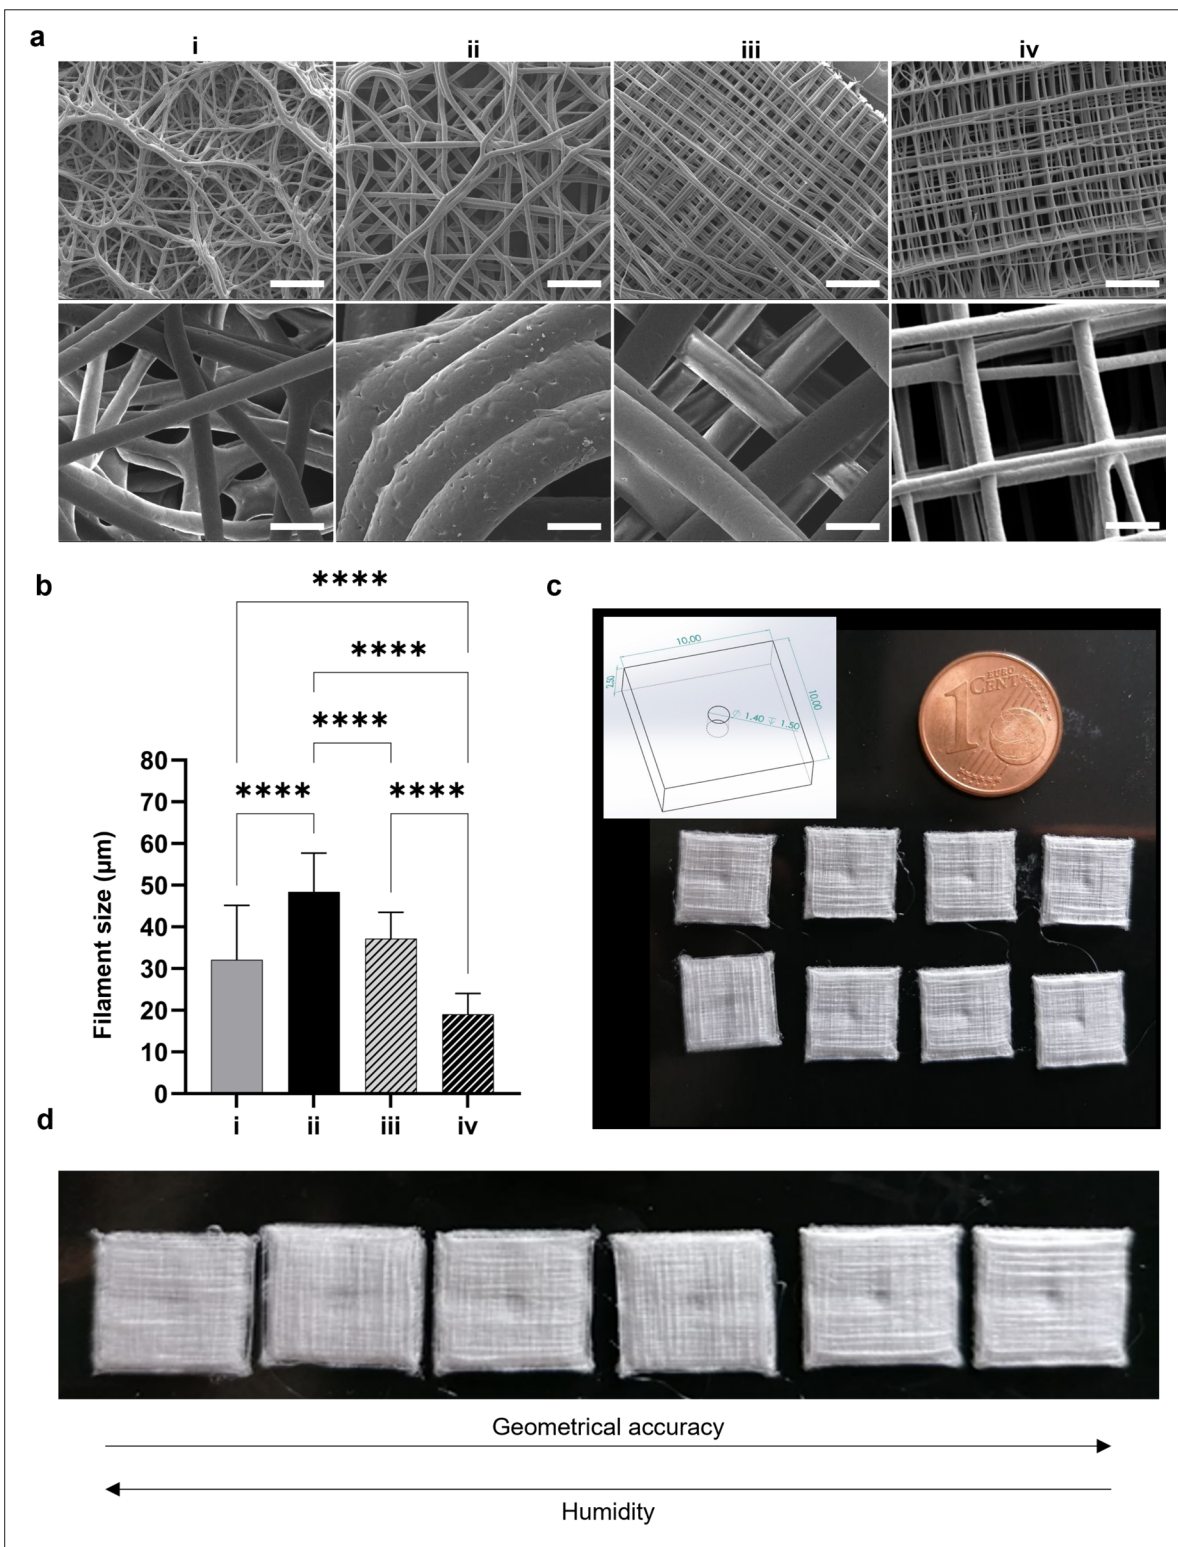 a
i ii iii iv
b
****
****
****
**** ****
80
70
60
50
40
30
20
10
0
Filament size (µm)
i ii iii iv
c
10,00
2,50
10,00
⌀ 1,40 ↧ 1,50
1 EURO
CENT
d
Geometrical accuracy
Humidity